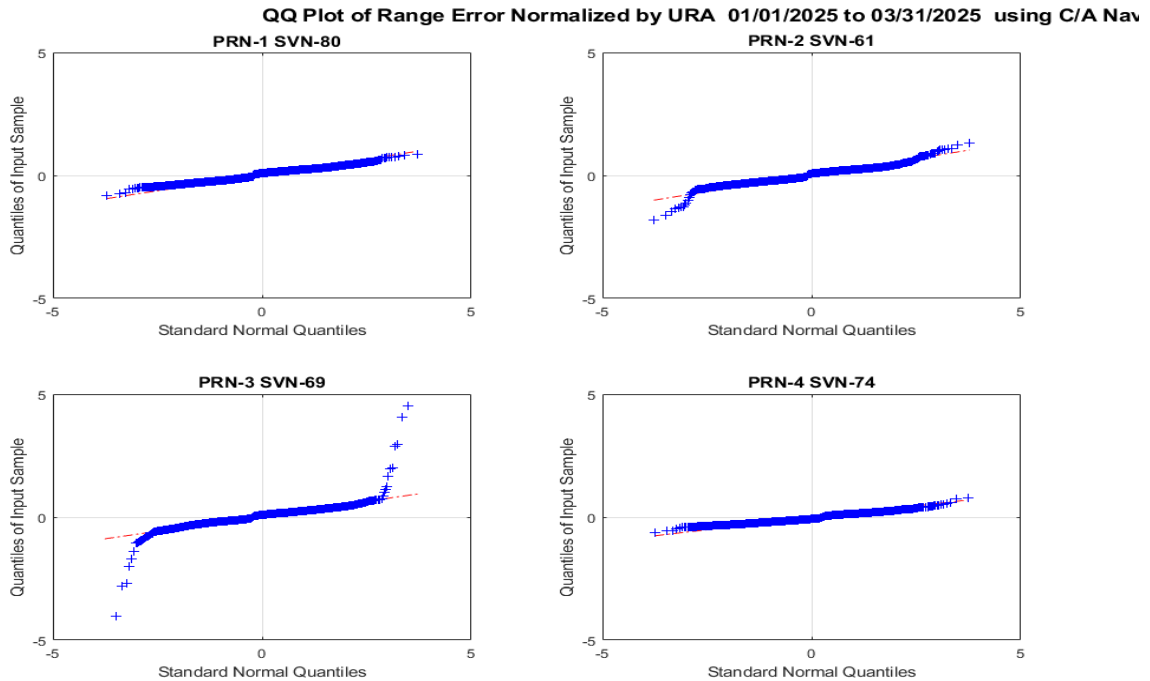 QQ Plot of Range Error Normalized by URA 01/01/2025 to 03/31/2025 using C/A Nav
PRN-1 SVN-80
5
0
-5
-5
0
5
Quantiles of Input Sample
Standard Normal Quantiles
PRN-2 SVN-61
5
0
-5
-5
0
5
Quantiles of Input Sample
Standard Normal Quantiles
PRN-3 SVN-69
5
0
-5
-5
0
5
Quantiles of Input Sample
Standard Normal Quantiles
PRN-4 SVN-74
5
0
-5
-5
0
5
Quantiles of Input Sample
Standard Normal Quantiles